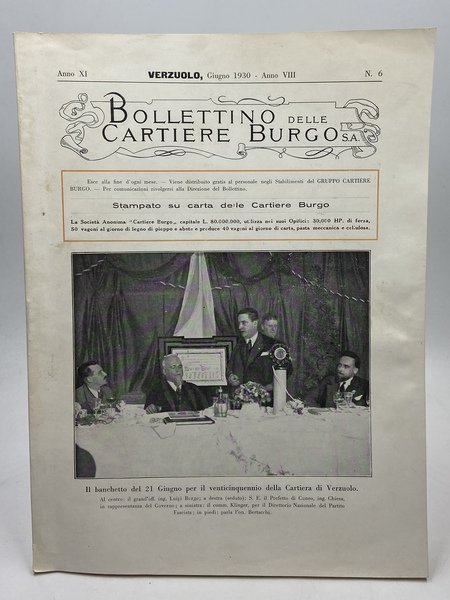 Anno XI VERZUOLO, Giugno 1930 - Anno VIII N. 6
BOLLETTINO DELLE
CARTIERE BURGO S.A.
Esce alla fine d'ogni mese. — Viene distribuito gratis al personale negli Stabilimenti del GRUPPO CARTIERE
BURGO. — Per comunicazioni rivolgersi alla Direzione del Bollettino.
Stampato su carta delle Cartiere Burgo
La Società Anonima "Cartiere Burgo„ capitale L. 80.000.000, utilizza nei suoi Opifici: 30.000 HP. di forza,
50 vagoni al giorno di legno di pioppo e abete e produce 40 vagoni al giorno di carta, pasta meccanica e cellulosa.
Il banchetto del 21 Giugno per il venticinquennio della Cartiera di Verzuolo.
Al centro: il grand'uff. ing. Luigi Burgo; a destra (seduto): S. E. il Prefetto di Cuneo, ing. Chiesa,
in rappresentanza del Governo; a sinistra: il comm. Klinger, per il Direttorio Nazionale del Partito
Fascista; in piedi: parla l'on. Bertacchi.